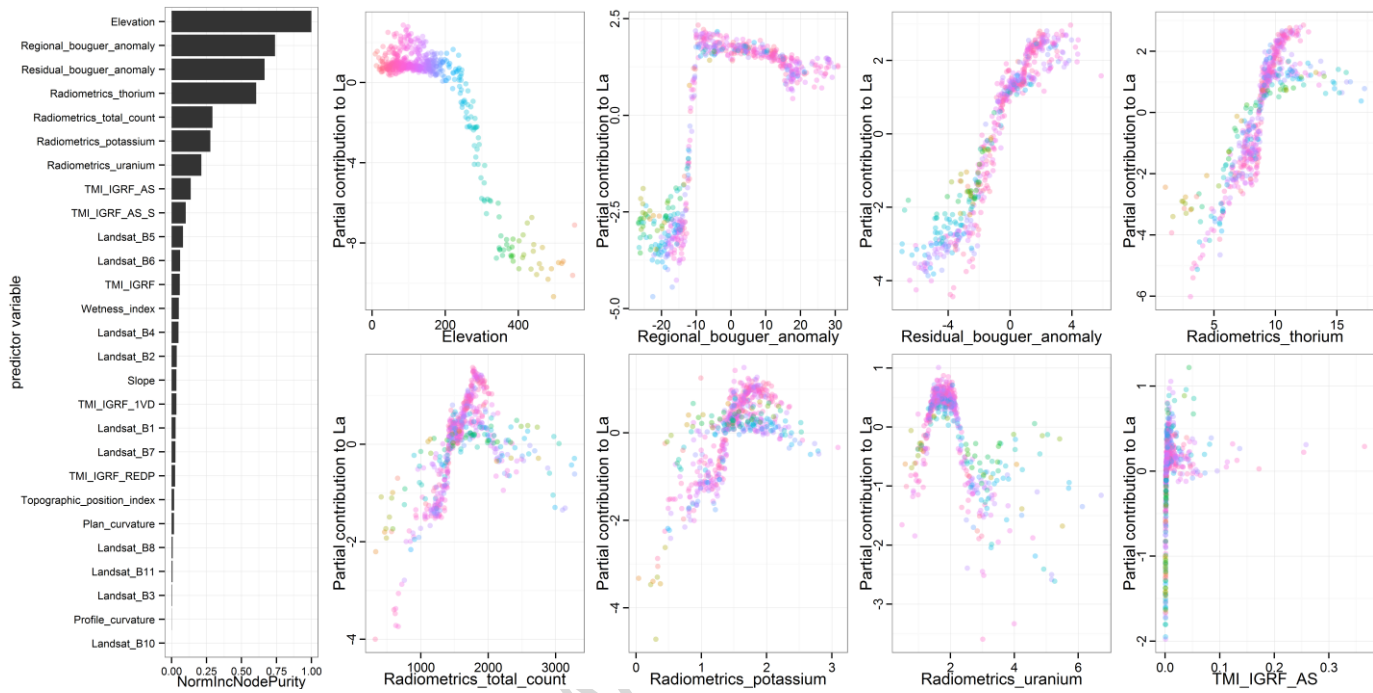 predictor variable
Elevation
Regional_bouguer_anomaly
Residual_bouguer_anomaly
Radiometrics_thorium
Radiometrics_total_count
Radiometrics_potassium
Radiometrics_uranium
TMI_IGRF_AS
TMI_IGRF_AS_S
Landsat_B5
Landsat_B6
TMI_IGRF
Wetness_index
Landsat_B4
Landsat_B2
Slope
TMI_IGRF_1VD
Landsat_B1
Landsat_B7
TMI_IGRF_REDP
Topographic_position_index
Plan_curvature
Landsat_B8
Landsat_B11
Landsat_B3
Profile_curvature
Landsat_B10
0.00 0.25 0.50 0.75 1.00
NormIncNodePurity
Partial contribution to La
0
-4
-8
0 200 400
Elevation
Partial contribution to La
2.5
0.0
-2.5
-5.0
-20 -10 0 10 20 30
Regional_bouguer_anomaly
Partial contribution to La
2
0
-2
-4
-4 0 4
Residual_bouguer_anomaly
Partial contribution to La
2
0
-2
-4
-6
5 10 15
Radiometrics_thorium
Partial contribution to La
0
-2
-4
1000 2000 3000
Radiometrics_total_count
Partial contribution to La
0
-2
-4
0 1 2 3
Radiometrics_potassium
Partial contribution to La
1
0
-1
-2
-3
2 4 6
Radiometrics_uranium
Partial contribution to La
1
0
-1
-2
0.0 0.1 0.2 0.3
TMI_IGRF_AS